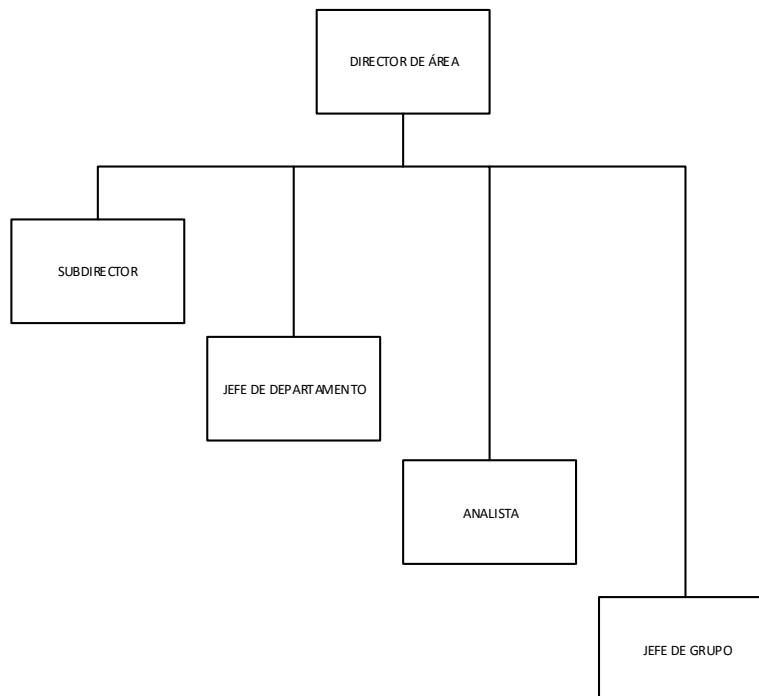 DIRECTOR DE ÁREA
SUBDIRECTOR
JEFE DE DEPARTAMENTO
ANALISTA
JEFE DE GRUPO